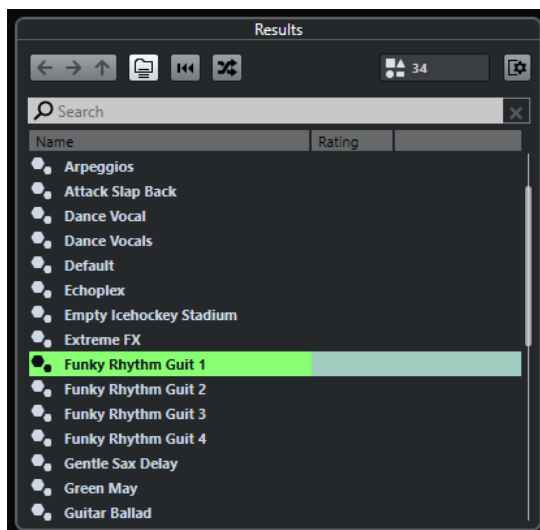 Results
34
Search
Name Rating
Arpeggios
Attack Slap Back
Dance Vocal
Dance Vocals
Default
Echoplex
Empty Icehockey Stadium
Extreme FX
Funky Rhythm Guit 1
Funky Rhythm Guit 2
Funky Rhythm Guit 3
Funky Rhythm Guit 4
Gentle Sax Delay
Green May
Guitar Ballad